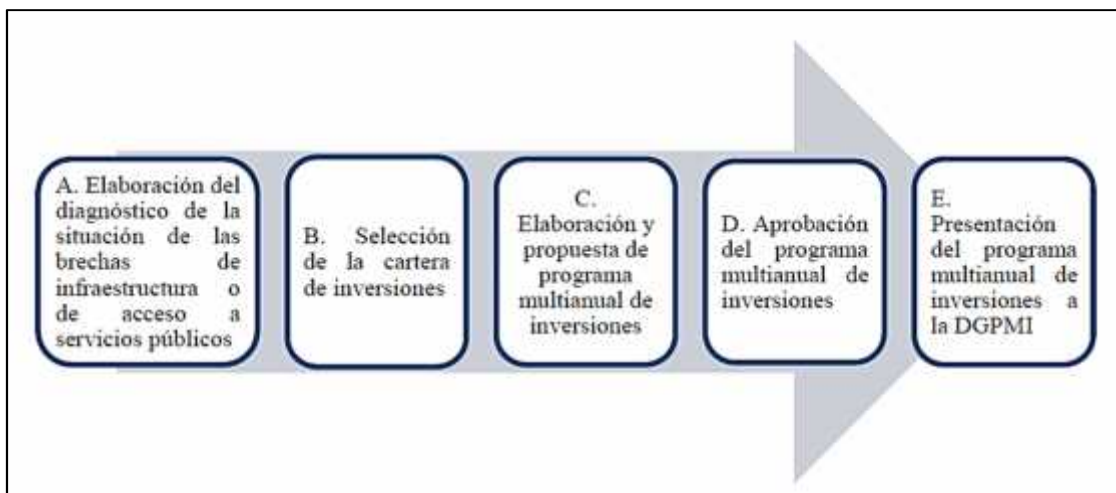 A. Elaboración del
diagnóstico de la
situación de las
brechas de
infraestructura o
de acceso a
servicios públicos
B. Selección
de la cartera
de inversiones
C.
Elaboración y
propuesta de
programa
multianual de
inversiones
D. Aprobación
del programa
multianual de
inversiones
E.
Presentación
del programa
multianual de
inversiones a
la DGPMI